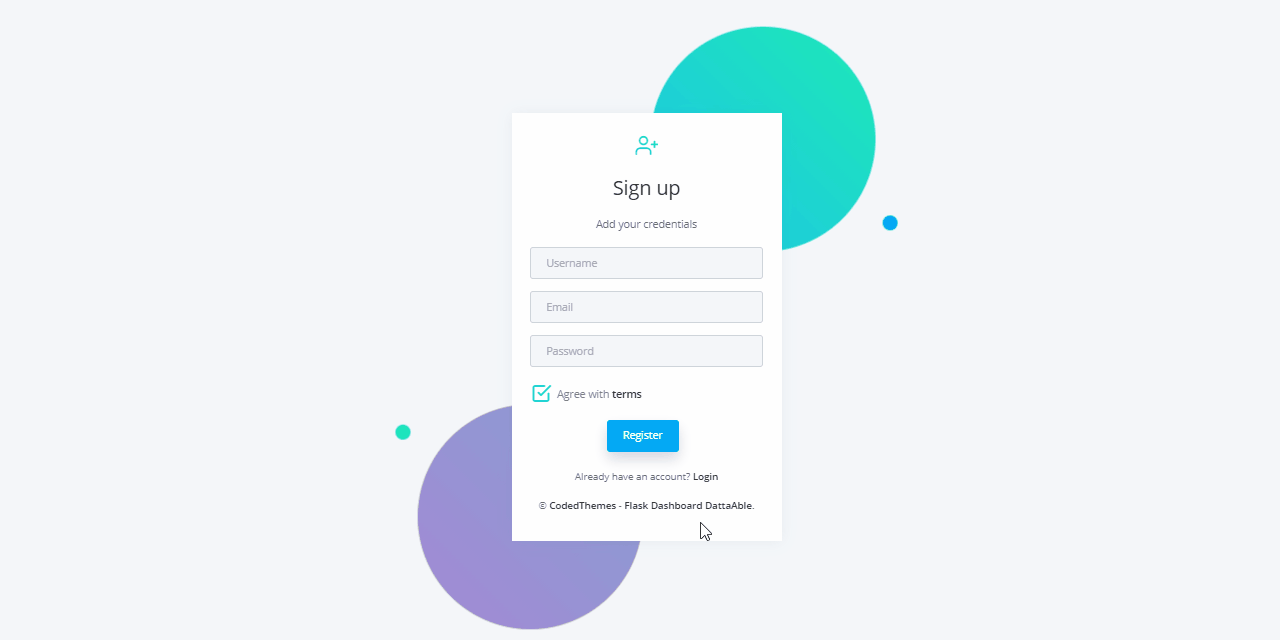 Sign up
Add your credentials
Username
Email
Password
Agree with terms
Register
Already have an account? Login
© CodedThemes - Flask Dashboard DattaAble.